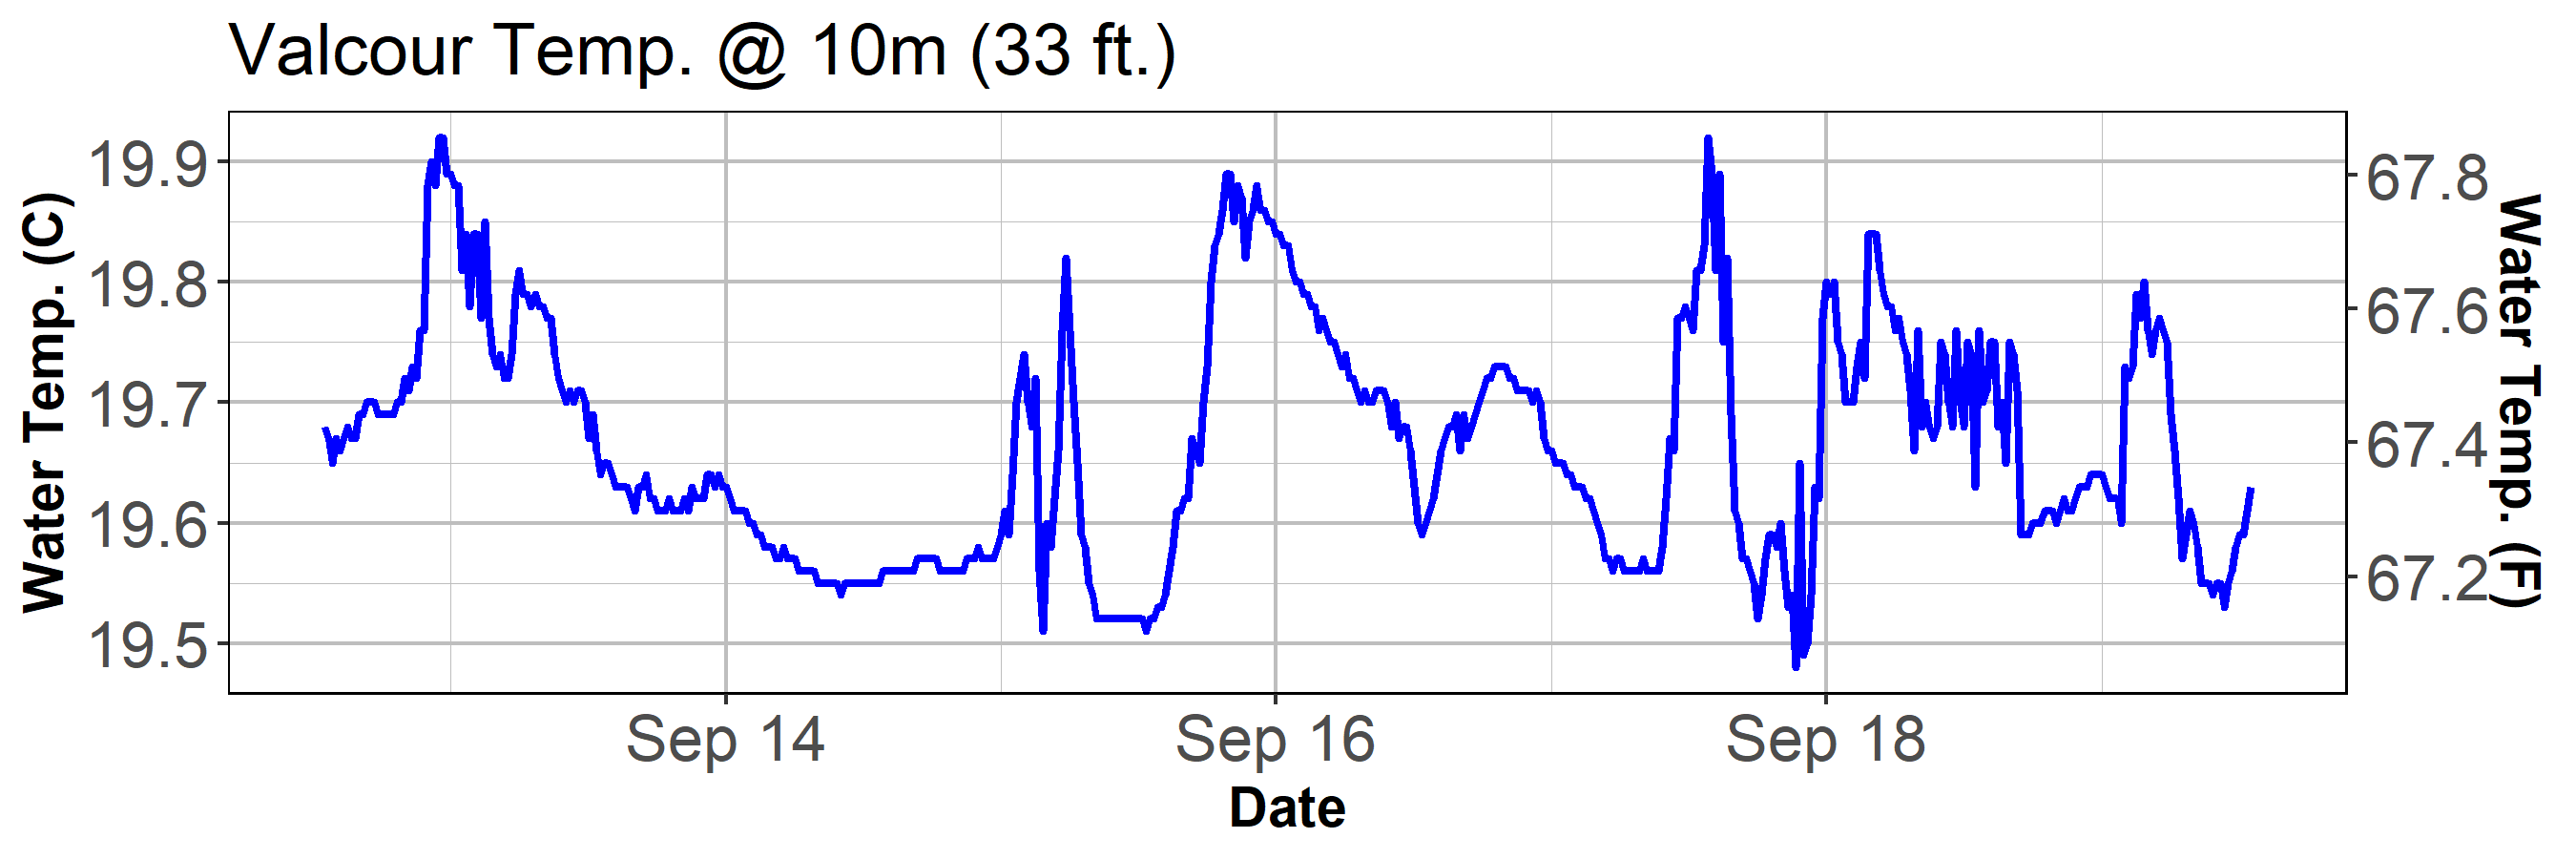 Valcour Temp. @ 10m (33 ft.)
Water Temp. (C)
19.9
19.8
19.7
19.6
19.5
67.8
67.6
67.4
67.2
Water Temp. (F)
Sep 14 Sep 16 Sep 18
Date